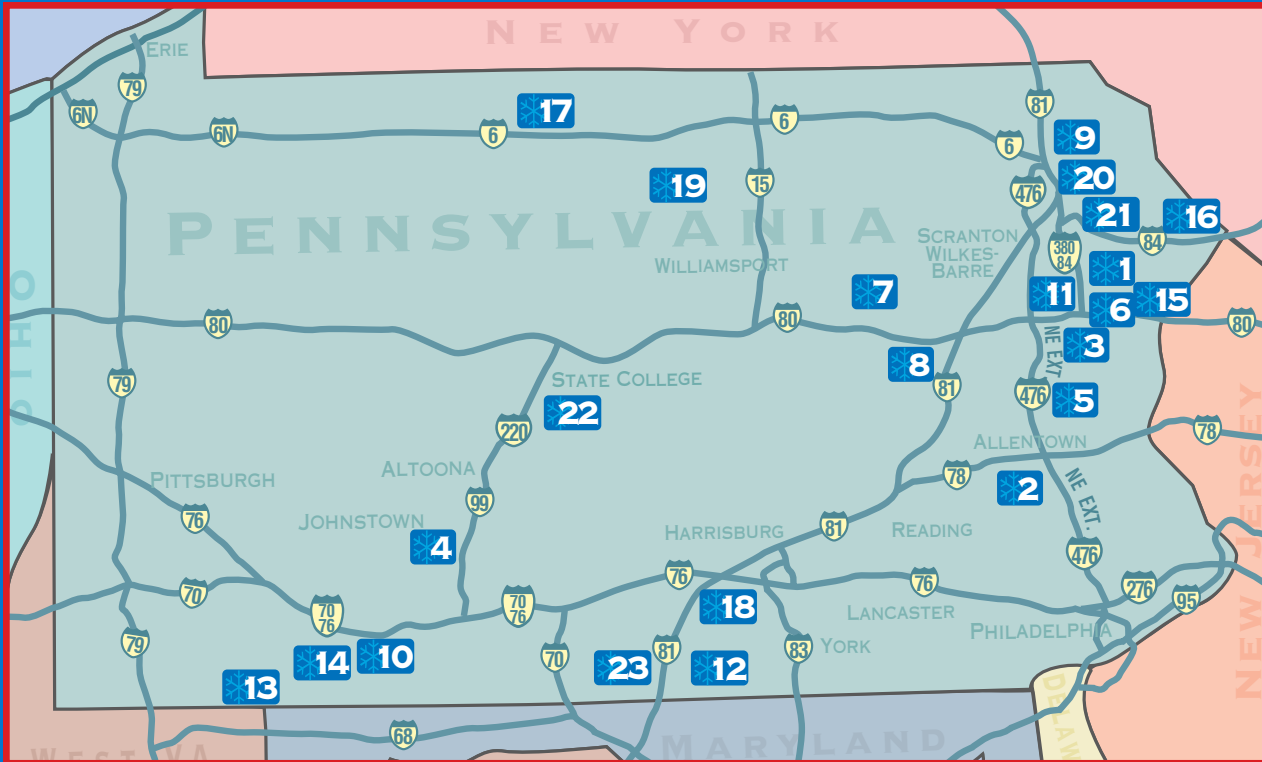 NEW YORK
ERIE
79
6N
17
81
6N
6
6
6
9
20
19
15
476
21
16
PENNSYLVANIA
SCRANTON
WILKES-
BARRE
380
84
84
WILLIAMSPORT
1
OHIO
7
11
15
6
80
80
80
NE EXT
3
8
79
STATE COLLEGE
81
476
5
22
220
78
ALTOONA
ALLENTOWN
PITTSBURGH
78
2
NE EXT.
99
76
JOHNSTOWN
HARRISBURG
81
READING
4
476
76
76
70
70
76
70
76
276
95
18
LANCASTER
PHILADELPHIA
79
14
10
70
23
81
12
83
YORK
NEW JERSEY
13
68
WEST VA
MARYLAND
DELAW